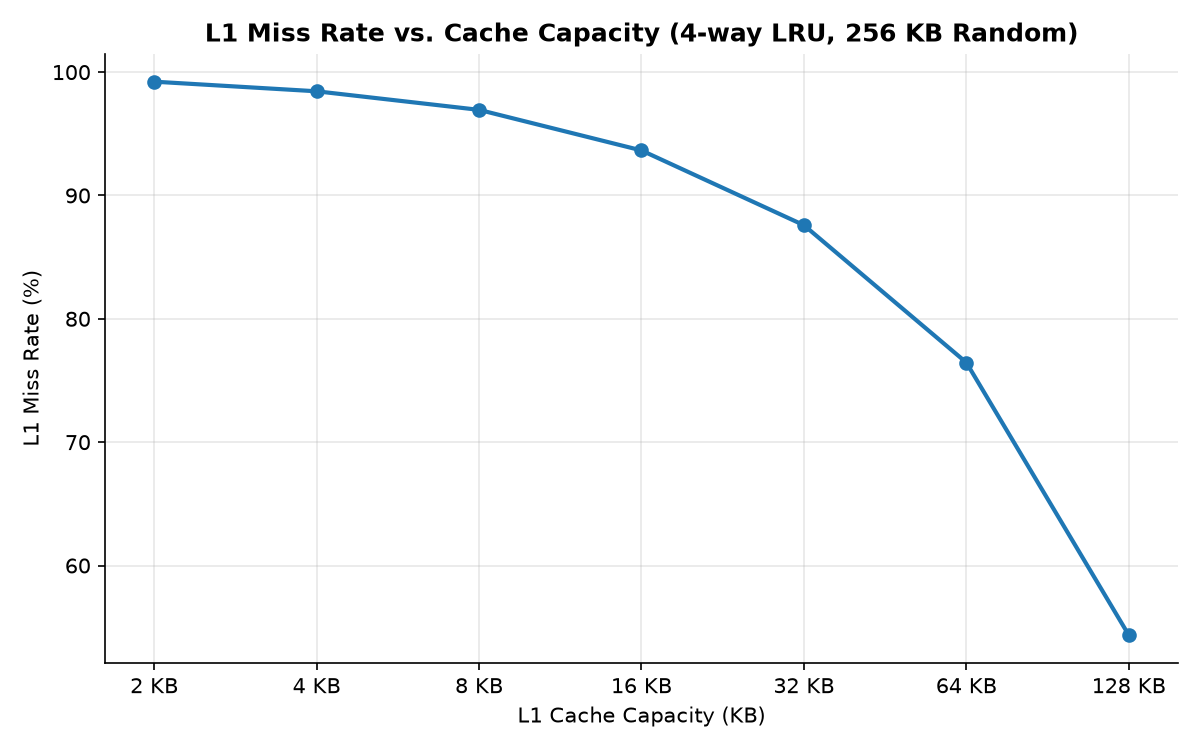 L1 Miss Rate vs. Cache Capacity (4-way LRU, 256 KB Random)
100
90
80
70
60
L1 Miss Rate (%)
2 KB 4 KB 8 KB 16 KB 32 KB 64 KB 128 KB
L1 Cache Capacity (KB)